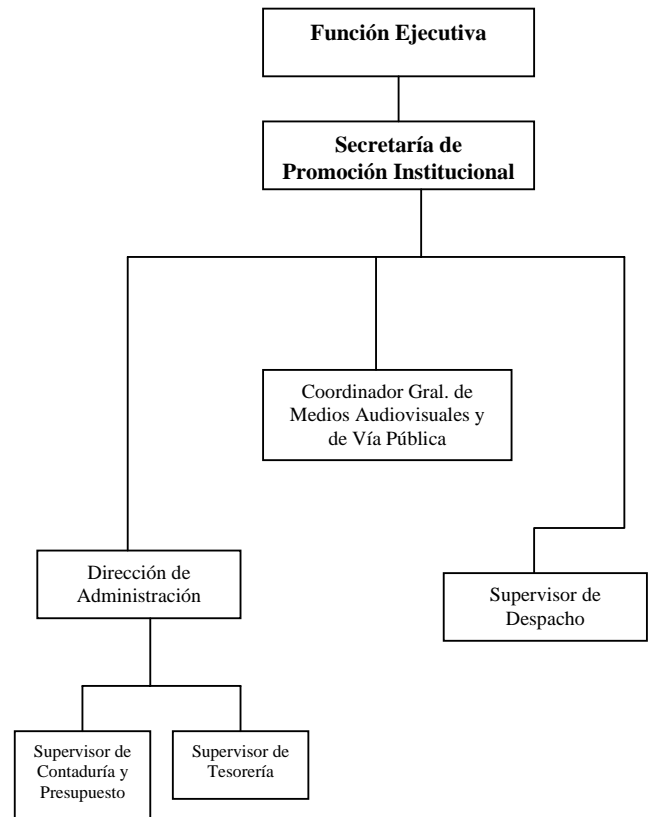 Función Ejecutiva
Secretaría de
Promoción Institucional
Coordinador Gral. de
Medios Audiovisuales y
de Vía Pública
Dirección de
Administración
Supervisor de
Despacho
Supervisor de
Contaduría y
Presupuesto
Supervisor de
Tesorería